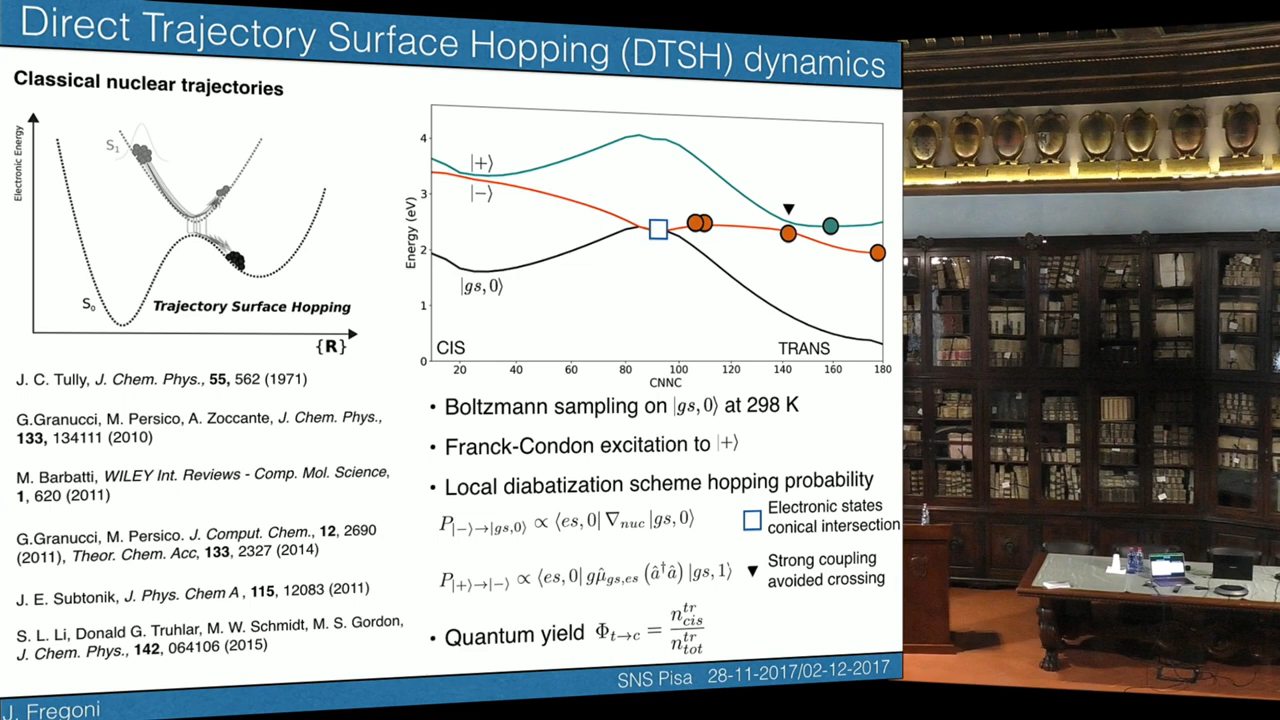 Direct Trajectory Surface Hopping (DTSH) dynamics
Classical nuclear trajectories
Electronic Energy
S₁
S₀
Trajectory Surface Hopping
{R}
J. C. Tully, J. Chem. Phys., 55, 562 (1971)
G.Granucci, M. Persico, A. Zoccante, J. Chem. Phys.,
133, 134111 (2010)
M. Barbatti, WILEY Int. Reviews - Comp. Mol. Science,
1, 620 (2011)
G.Granucci, M. Persico. J. Comput. Chem., 12, 2690
(2011), Theor. Chem. Acc, 133, 2327 (2014)
J. E. Subtonik, J. Phys. Chem A , 115, 12083 (2011)
S. L. Li, Donald G. Truhlar, M. W. Schmidt, M. S. Gordon,
J. Chem. Phys., 142, 064106 (2015)
Energy (eV)
4
3
2
1
0
|+⟩
|−⟩
|gs, 0⟩
CIS
TRANS
20 40 60 80 100 120 140 160 180
CNNC
• Boltzmann sampling on |gs, 0⟩ at 298 K
• Franck-Condon excitation to |+⟩
• Local diabatization scheme hopping probability
P|−⟩→|gs,0⟩ ∝ ⟨es, 0| ∇nuc |gs, 0⟩
Electronic states
conical intersection
P|+⟩→|−⟩ ∝ ⟨es, 0| gμ̂gs,es (â†â) |gs, 1⟩
Strong coupling
avoided crossing
• Quantum yield Φt→c = n^tr_cis / n^tr_tot
SNS Pisa 28-11-2017/02-12-2017
J. Fregoni